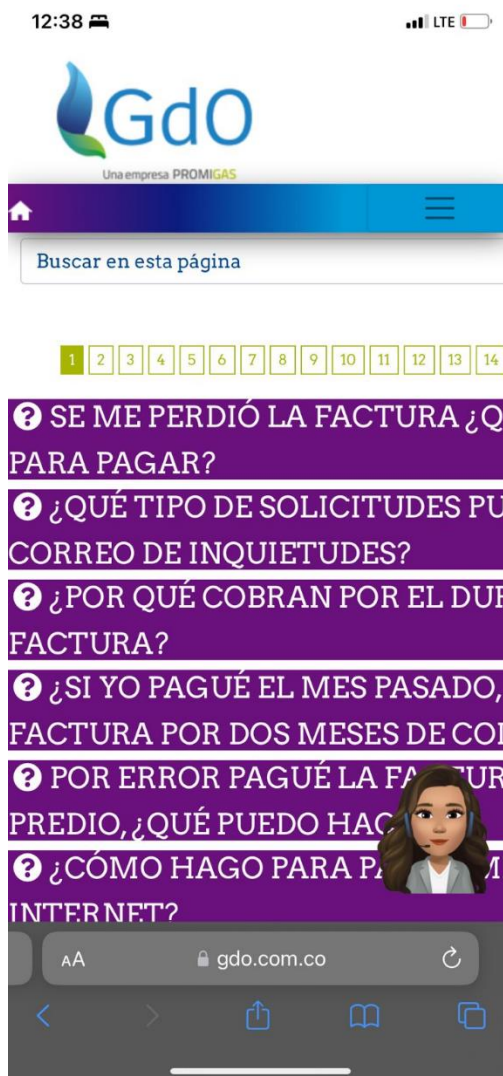 12:38
LTE
GdO
Una empresa PROMIGAS
Buscar en esta página
1 2 3 4 5 6 7 8 9 10 11 12 13 14
SE ME PERDIÓ LA FACTURA ¿Q
PARA PAGAR?
¿QUÉ TIPO DE SOLICITUDES PU
CORREO DE INQUIETUDES?
¿POR QUÉ COBRAN POR EL DU
FACTURA?
¿SI YO PAGUÉ EL MES PASADO,
FACTURA POR DOS MESES DE CO
POR ERROR PAGUÉ LA
PREDIO, ¿QUÉ PUEDO
¿CÓMO HAGO PARA
INTERNET?
AA
gdo.com.co